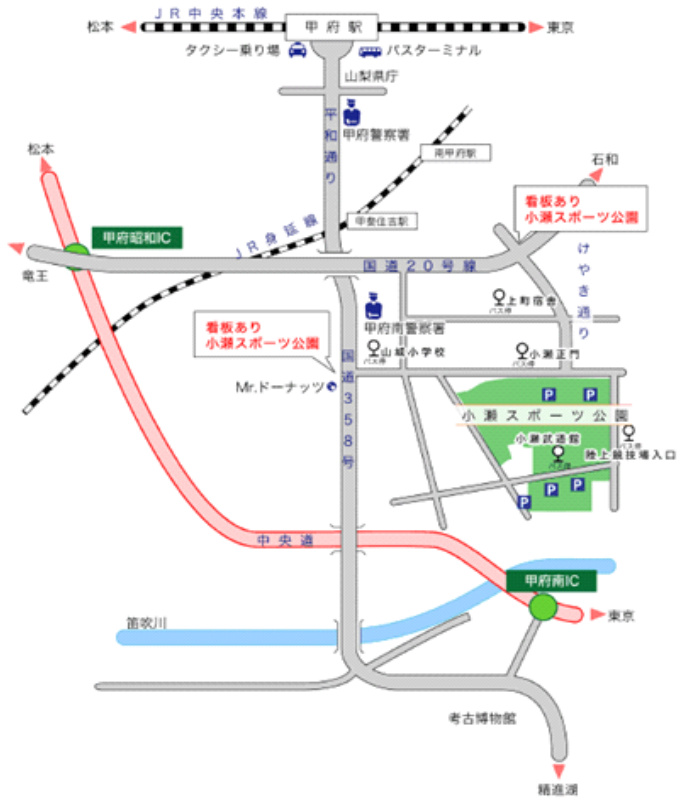 JR中央本線
松本
甲府駅
東京
タクシー乗り場
バスターミナル
山梨県庁
平和通り
甲府警察署
南甲府駅
松本
石和
看板あり
小瀬スポーツ公園
甲斐住吉駅
甲府昭和IC
JR身延線
竜王
国道20号線
けやき通り
上町宿舎
バス停
甲府南警察署
看板あり
小瀬スポーツ公園
山城小学校
バス停
小瀬正門
バス停
国道358号
Mr.ドーナッツ
P
P
小瀬スポーツ公園
小瀬武道館
バス停
バス停
陸上競技場入口
P
P
P
中央道
甲府南IC
東京
笛吹川
考古博物館
精進湖